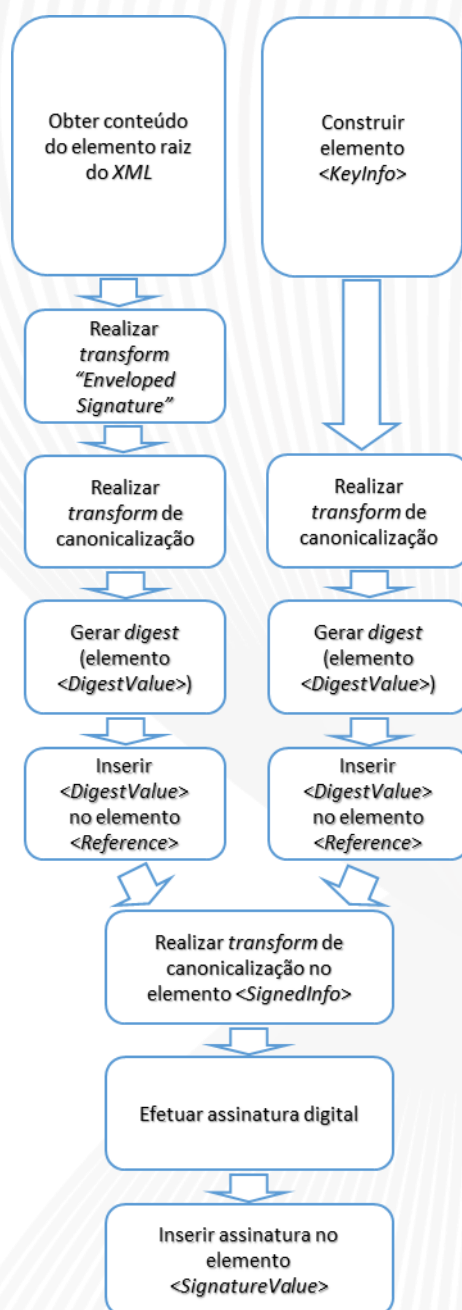 Obter conteúdo
do elemento raiz
do XML
Construir
elemento
<KeyInfo>
Realizar
transform
“Enveloped
Signature”
Realizar
transform de
canonicalização
Realizar
transform de
canonicalização
Gerar digest
(elemento
<DigestValue>)
Gerar digest
(elemento
<DigestValue>)
Inserir
<DigestValue>
no elemento
<Reference>
Inserir
<DigestValue>
no elemento
<Reference>
Realizar transform de
canonicalização no
elemento <SignedInfo>
Efetuar assinatura digital
Inserir assinatura no
elemento
<SignatureValue>